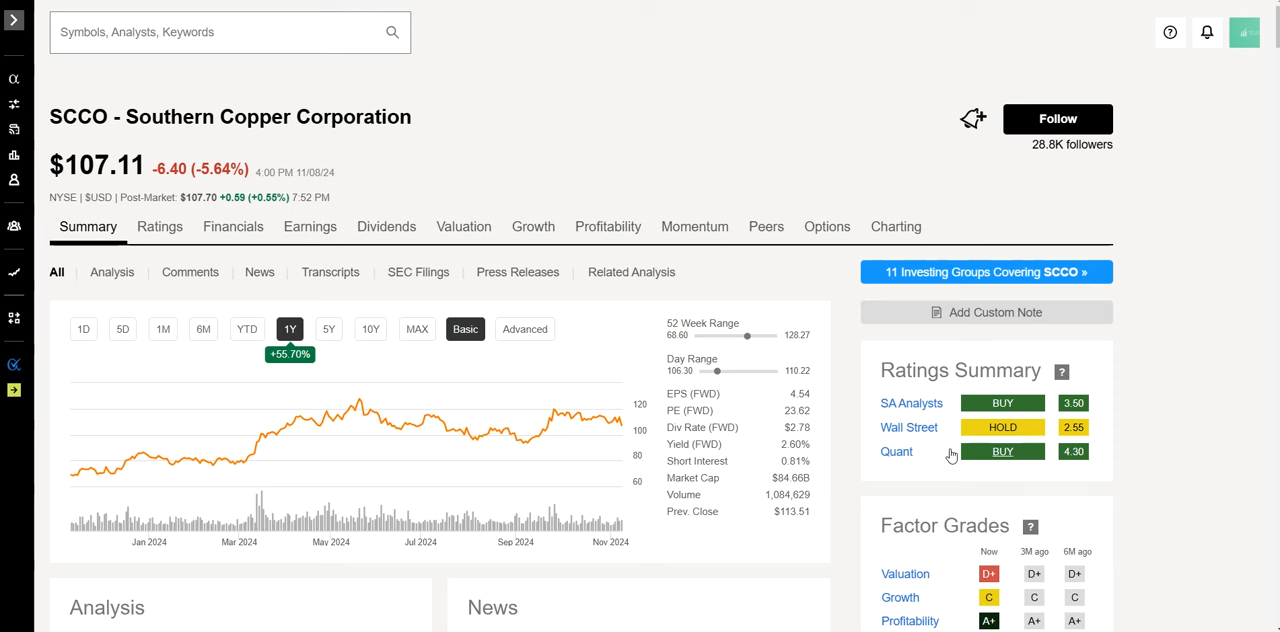 Symbols, Analysts, Keywords
SCCO - Southern Copper Corporation
Follow
28.8K followers
$107.11 -6.40 (-5.64%) 4:00 PM 11/08/24
NYSE | $USD | Post-Market: $107.70 +0.59 (+0.55%) 7:52 PM
Summary Ratings Financials Earnings Dividends Valuation Growth Profitability Momentum Peers Options Charting
All Analysis Comments News Transcripts SEC Filings Press Releases Related Analysis
11 Investing Groups Covering SCCO »
Add Custom Note
1D 5D 1M 6M YTD 1Y 5Y 10Y MAX Basic Advanced
+55.70%
120
100
80
60
Jan 2024 Mar 2024 May 2024 Jul 2024 Sep 2024 Nov 2024
52 Week Range
68.60 128.27
Day Range
106.30 110.22
EPS (FWD) 4.54
PE (FWD) 23.62
Div Rate (FWD) $2.78
Yield (FWD) 2.60%
Short Interest 0.81%
Market Cap $84.66B
Volume 1,084,629
Prev. Close $113.51
Ratings Summary ?
SA Analysts BUY 3.50
Wall Street HOLD 2.55
Quant BUY 4.30
Factor Grades ?
Now 3M ago 6M ago
Valuation D+ D+ D+
Growth C C C
Profitability A+ A+ A+
Analysis
News